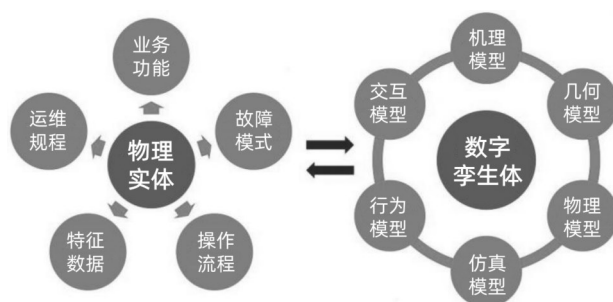 业务
功能
运维
规程
故障
模式
物理
实体
特征
数据
操作
流程
机理
模型
交互
模型
几何
模型
数字
孪生体
行为
模型
物理
模型
仿真
模型